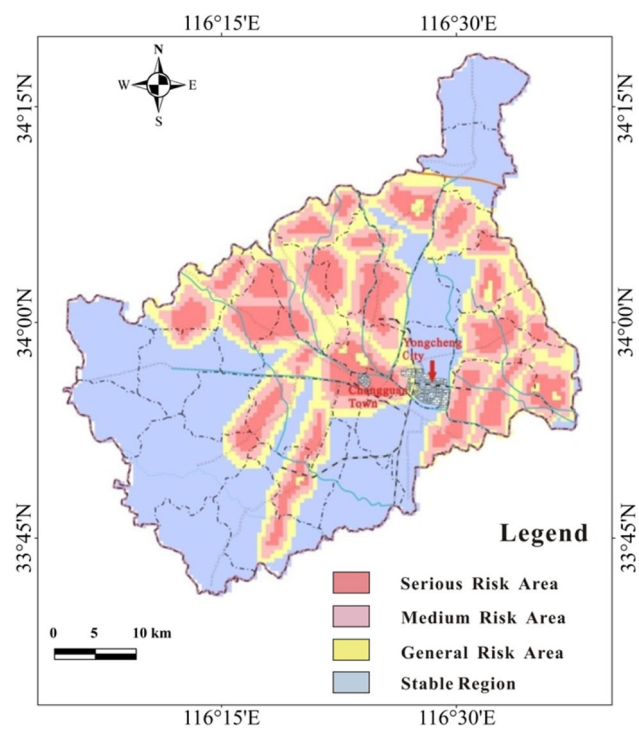 116°15'E 116°30'E
N
W E
S
34°15'N 34°15'N
34°00'N 34°00'N
Yongcheng
City
Changguan
Town
33°45'N 33°45'N
Legend
Serious Risk Area
Medium Risk Area
General Risk Area
Stable Region
0 5 10 km
116°15'E 116°30'E